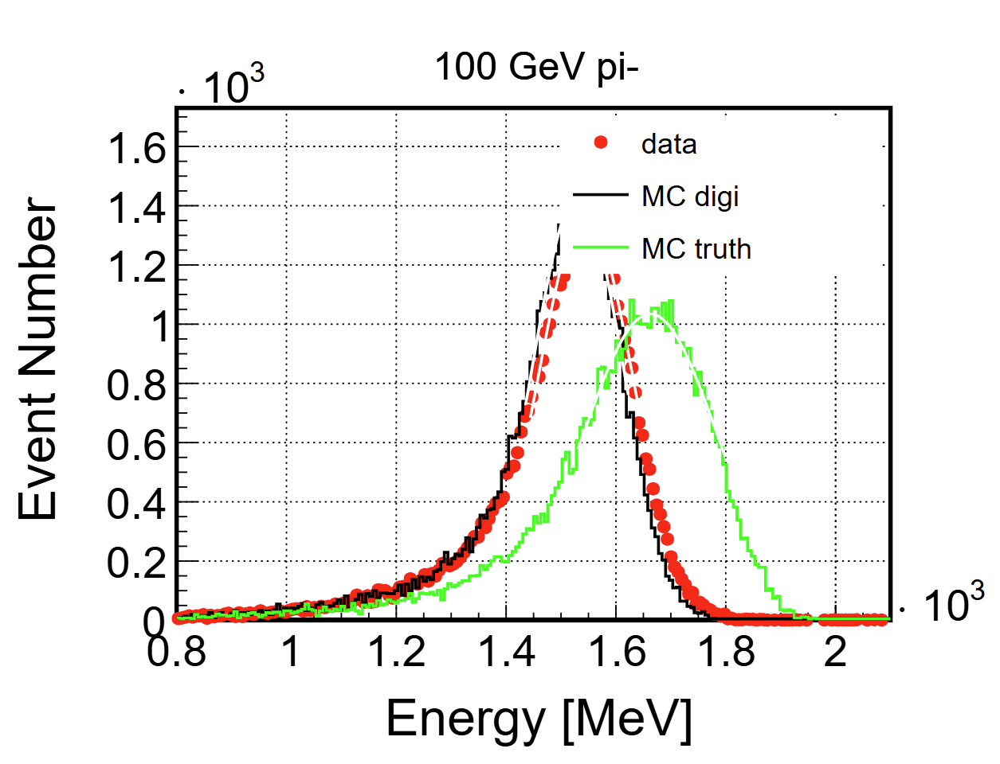 100 GeV pi-
· 10³
data
MC digi
MC truth
1.6
1.4
1.2
1
0.8
0.6
0.4
0.2
0
Event Number
0.8 1 1.2 1.4 1.6 1.8 2
· 10³
Energy [MeV]